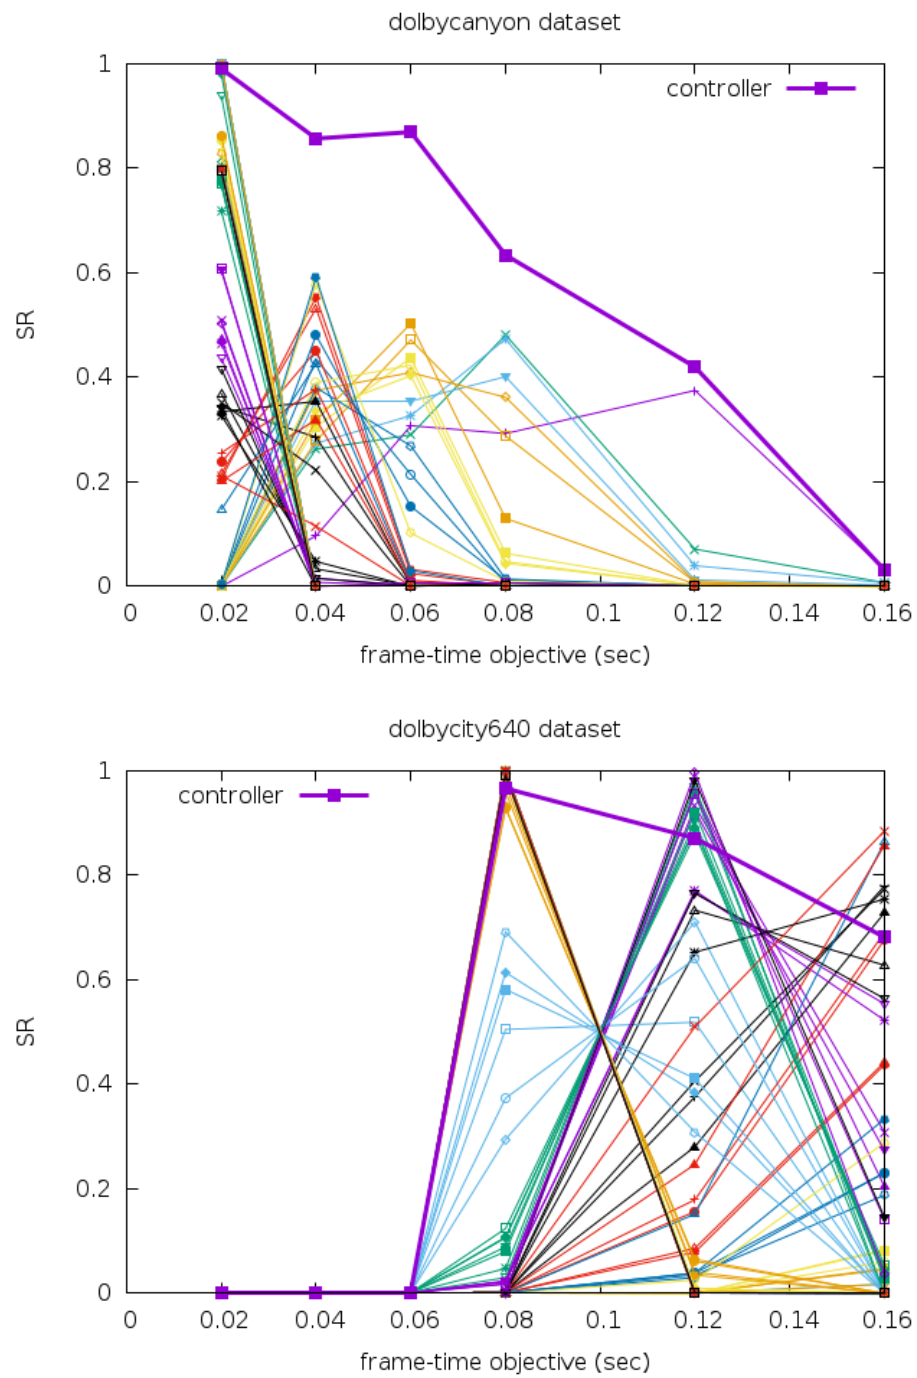 dolbycanyon dataset
1
controller
0.8
0.6
SR
0.4
0.2
0
0 0.02 0.04 0.06 0.08 0.1 0.12 0.14 0.16
frame-time objective (sec)
dolbycity640 dataset
1
controller
0.8
0.6
SR
0.4
0.2
0
0 0.02 0.04 0.06 0.08 0.1 0.12 0.14 0.16
frame-time objective (sec)